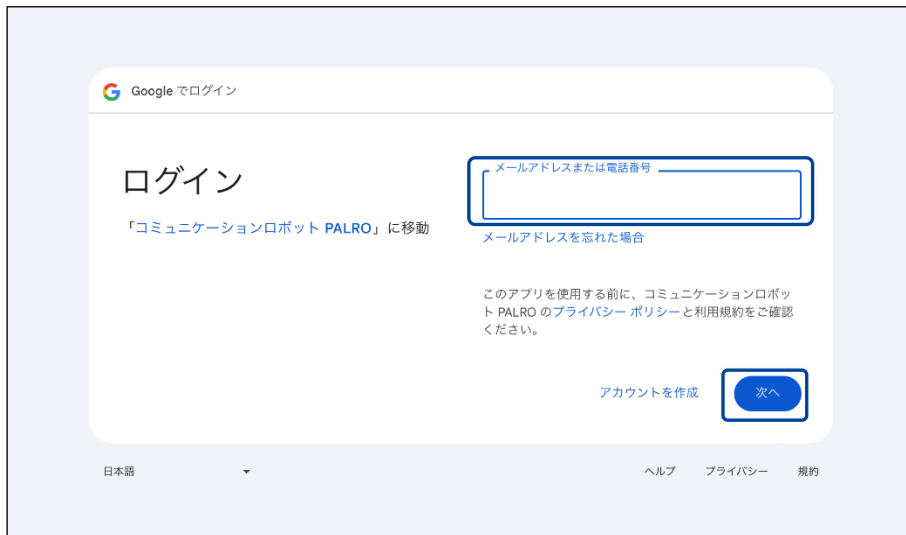 Google でログイン
ログイン
「コミュニケーションロボット PALRO」に移動
メールアドレスまたは電話番号
メールアドレスを忘れた場合
このアプリを使用する前に、コミュニケーションロボッ
ト PALRO のプライバシー ポリシーと利用規約をご確認
ください。
アカウントを作成
次へ
日本語
ヘルプ
プライバシー
規約